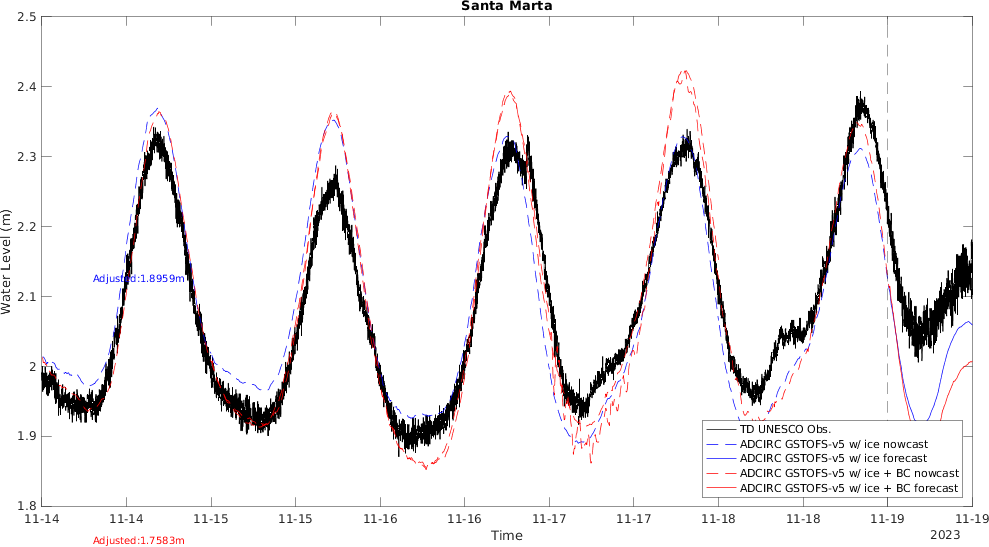 Santa Marta
2.5
2.4
2.3
2.2
2.1
2
1.9
1.8
Water Level (m)
Adjusted:1.8959m
TD UNESCO Obs.
ADCIRC GSTOFS-v5 w/ ice nowcast
ADCIRC GSTOFS-v5 w/ ice forecast
ADCIRC GSTOFS-v5 w/ ice + BC nowcast
ADCIRC GSTOFS-v5 w/ ice + BC forecast
11-14 11-14 11-15 11-15 11-16 11-16 11-17 11-17 11-18 11-18 11-19 11-19
Time
2023
Adjusted:1.7583m